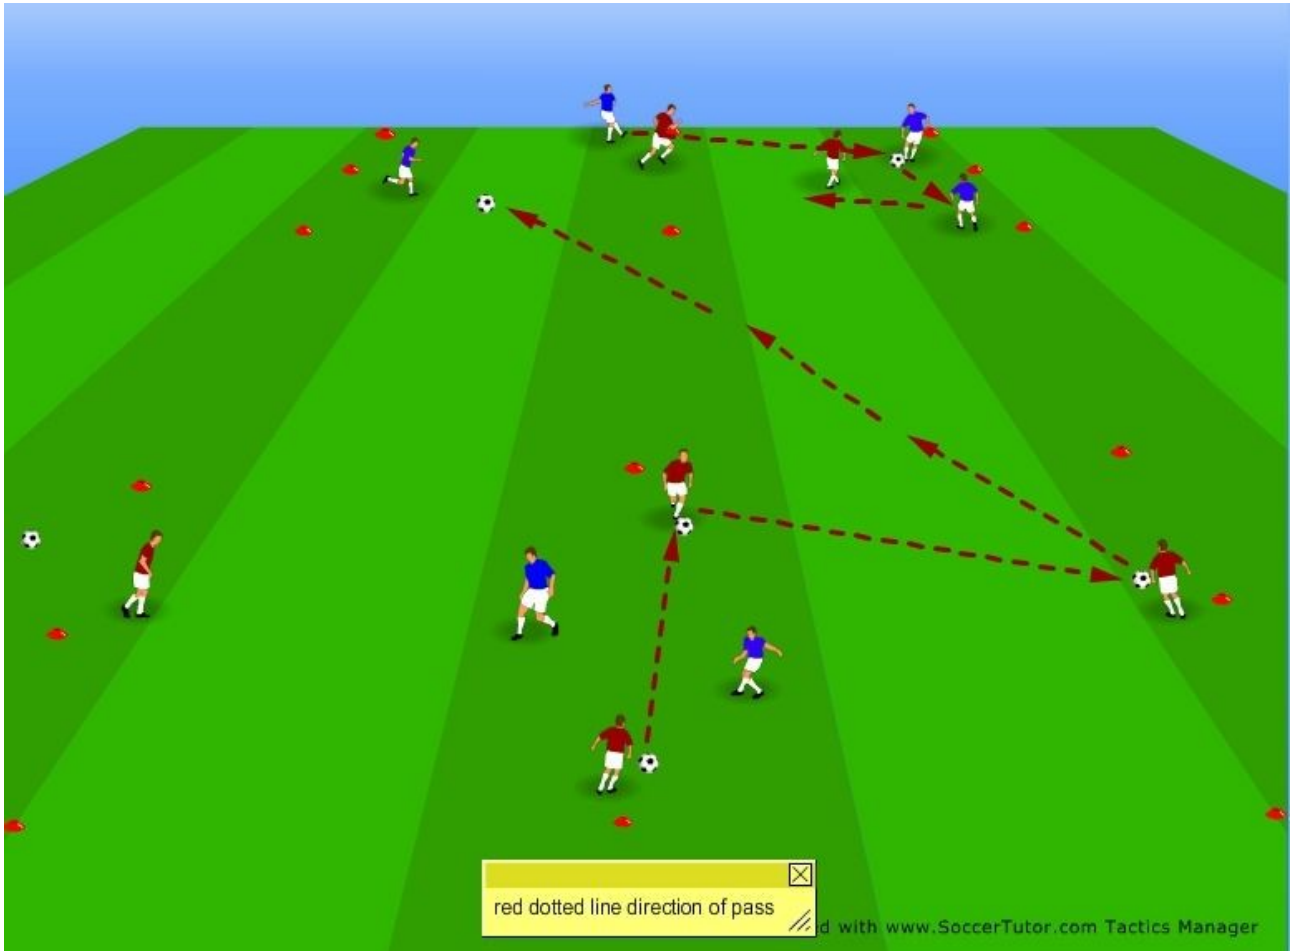 red dotted line direction of pass
d with www.SoccerTutor.com Tactics Manager